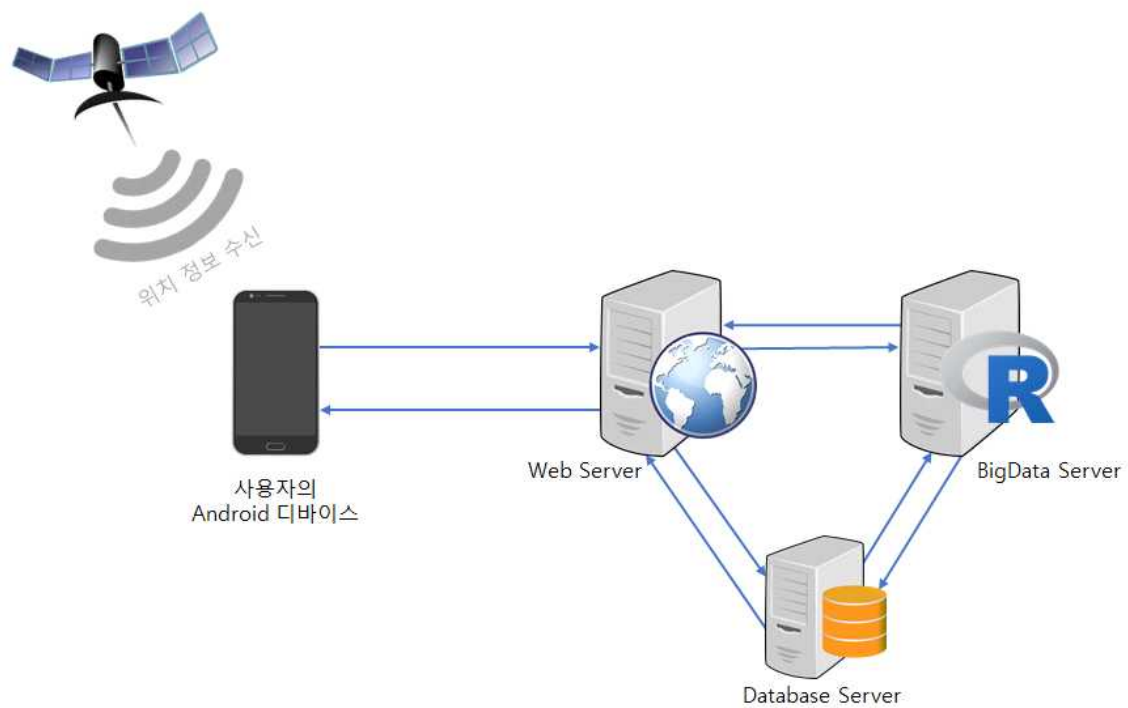 위치 정보 수신
Web Server
BigData Server
사용자의
Android 디바이스
Database Server
R